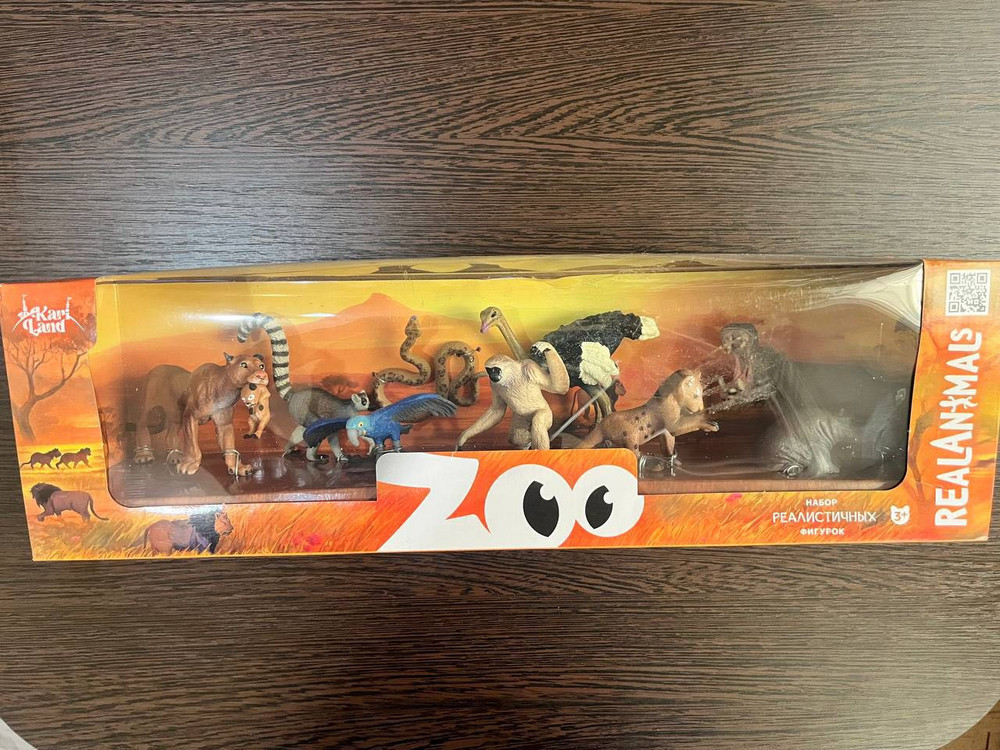 Kari
Land
ZOO
НАБОР
РЕАЛИСТИЧНЫХ
ФИГУРОК
3+
REALANIMALS